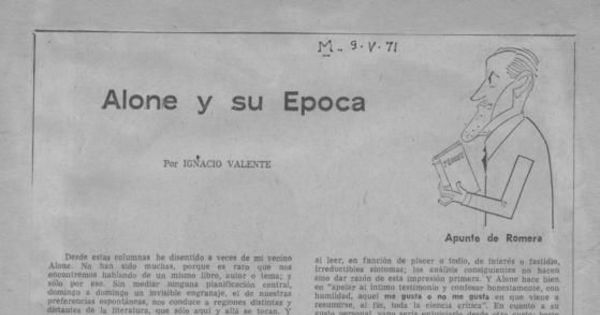 M.. 9.V.71
Alone y su Epoca
Por IGNACIO VALENTE
Apunte de Romera
Desde estas columnas he disentido a veces de mi vecino
Alone. No han sido muchas, porque es raro que nos
encontremos hablando de un mismo libro, autor o tema; y
sólo por eso. Sin mediar ninguna planificación central,
domingo a domingo un invisible engranaje, el de nuestras
preferencias espontáneas, nos conduce a regiones distintas y
distantes de la literatura, que sólo aquí y allá se tocan. Y
al leer, en función de placer o tedio, de interés o fastidio,
irreductibles síntomas; los análisis consiguientes no hacen
sino dar razón de esta impresión primera. Y Alone hace bien
en "apelar al íntimo testimonio y confesar honestamente, con
humildad, aquel me gusta o no me gusta en que viene a
resumirse, al fin, toda la ciencia crítica". En cuanto a su